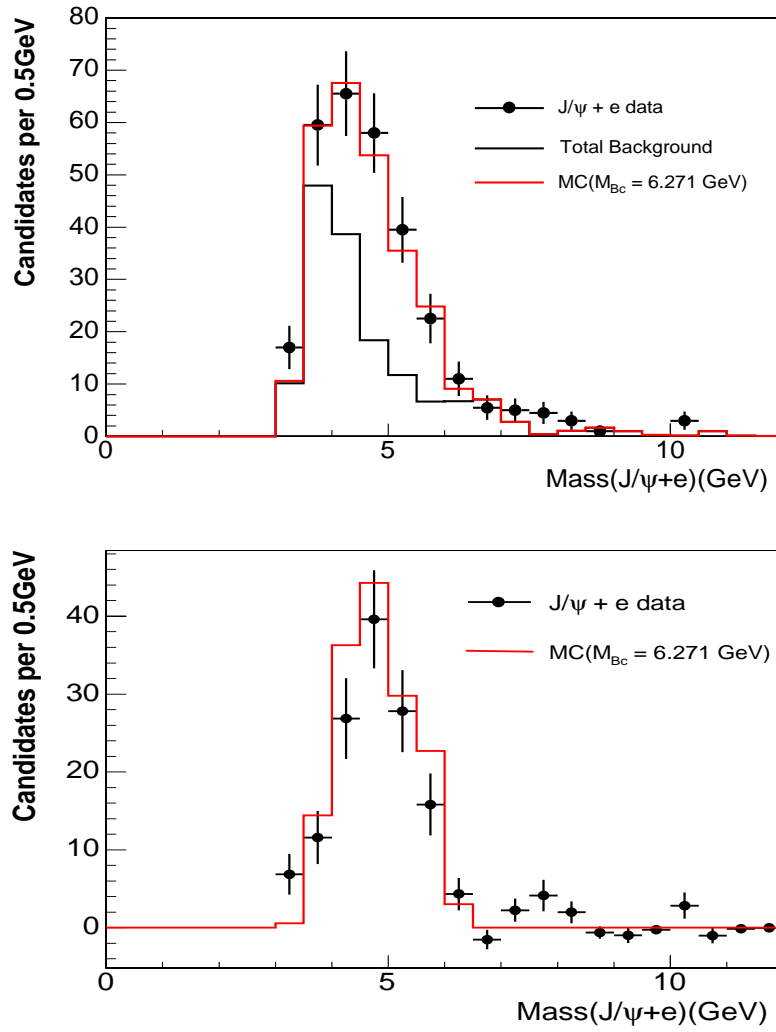 80
70
60
50
40
30
20
10
0
Candidates per 0.5GeV
J/ψ + e data
Total Background
MC(M_Bc = 6.271 GeV)
0
5
10
Mass(J/ψ+e)(GeV)
40
30
20
10
0
Candidates per 0.5GeV
J/ψ + e data
MC(M_Bc = 6.271 GeV)
0
5
10
Mass(J/ψ+e)(GeV)